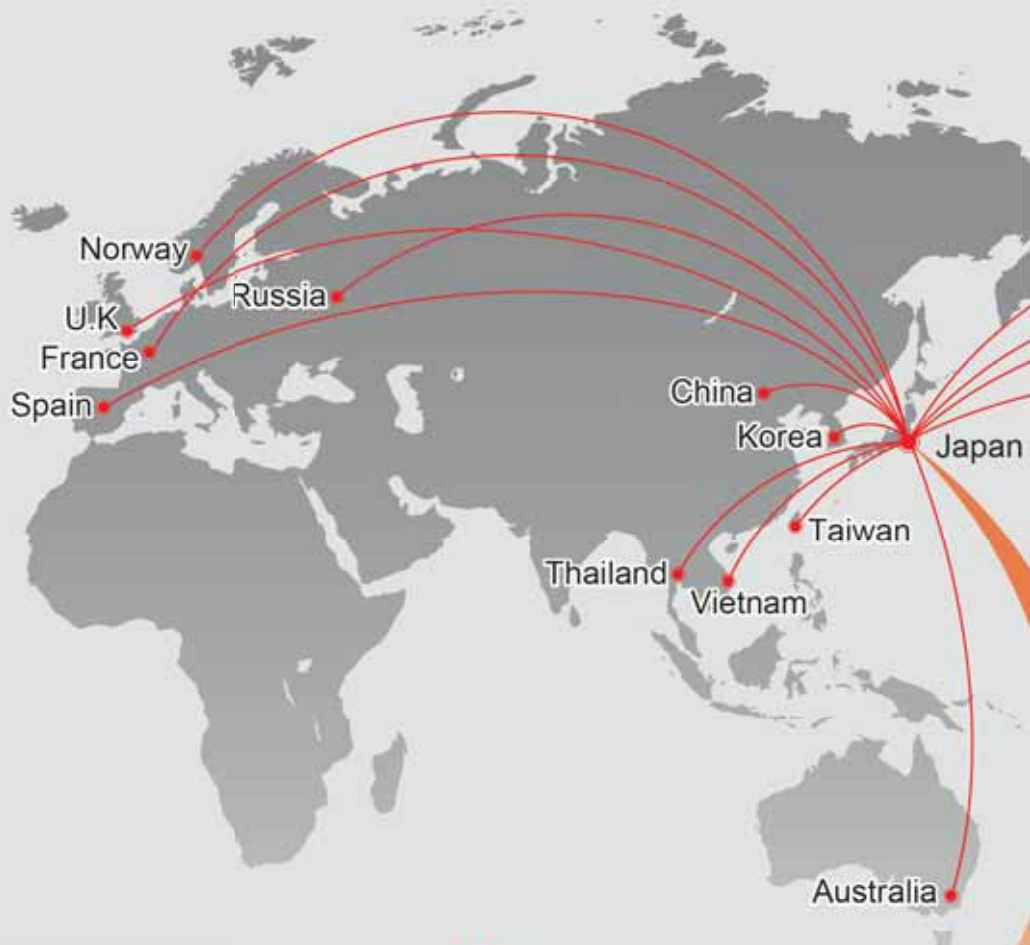 Norway
Russia
U.K
France
Spain
China
Korea
Japan
Taiwan
Thailand
Vietnam
Australia